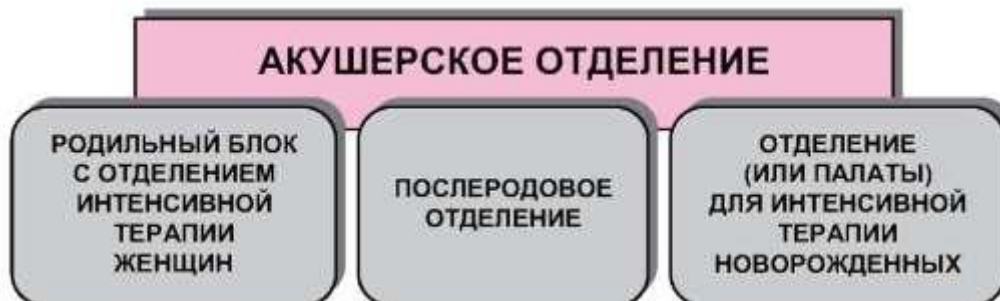 АКУШЕРСКОЕ ОТДЕЛЕНИЕ
РОДИЛЬНЫЙ БЛОК
С ОТДЕЛЕНИЕМ
ИНТЕНСИВНОЙ
ТЕРАПИИ
ЖЕНЩИН
ПОСЛЕРОДОВОЕ
ОТДЕЛЕНИЕ
ОТДЕЛЕНИЕ
(ИЛИ ПАЛАТЫ)
ДЛЯ ИНТЕНСИВНОЙ
ТЕРАПИИ
НОВОРОЖДЕННЫХ